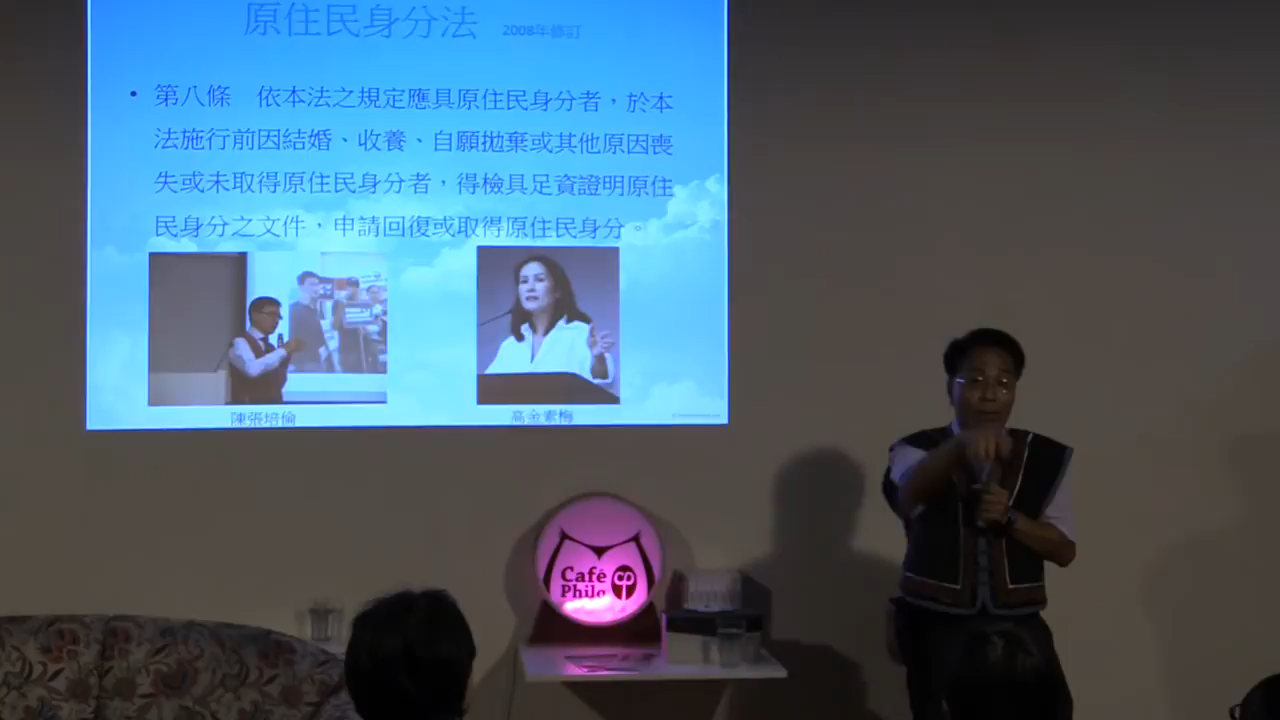 原住民身分法 2008年修訂
• 第八條 依本法之規定應具原住民身分者，於本
法施行前因結婚、收養、自願拋棄或其他原因喪
失或未取得原住民身分者，得檢具足資證明原住
民身分之文件，申請回復或取得原住民身分。
陳張培倫
高金素梅
Café
Philo